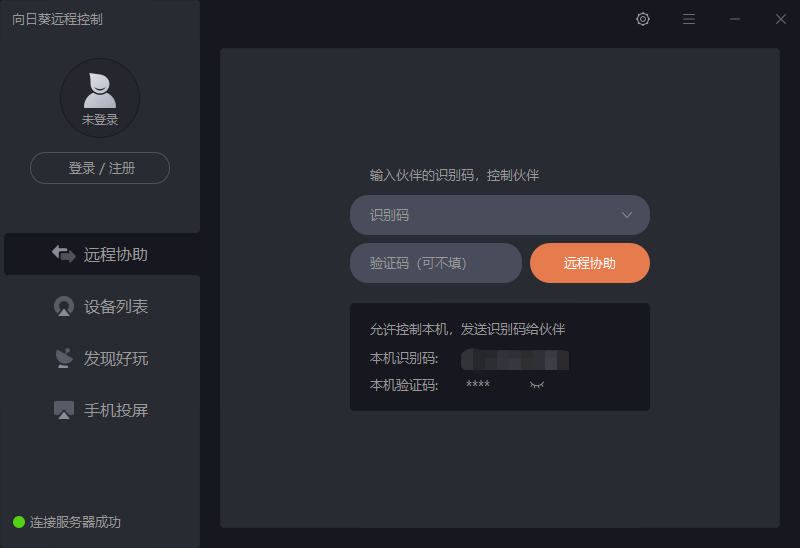 向日葵远程控制
未登录
登录 / 注册
远程协助
设备列表
发现好玩
手机投屏
连接服务器成功
输入伙伴的识别码，控制伙伴
识别码
验证码（可不填）
远程协助
允许控制本机，发送识别码给伙伴
本机识别码:
本机验证码: ****